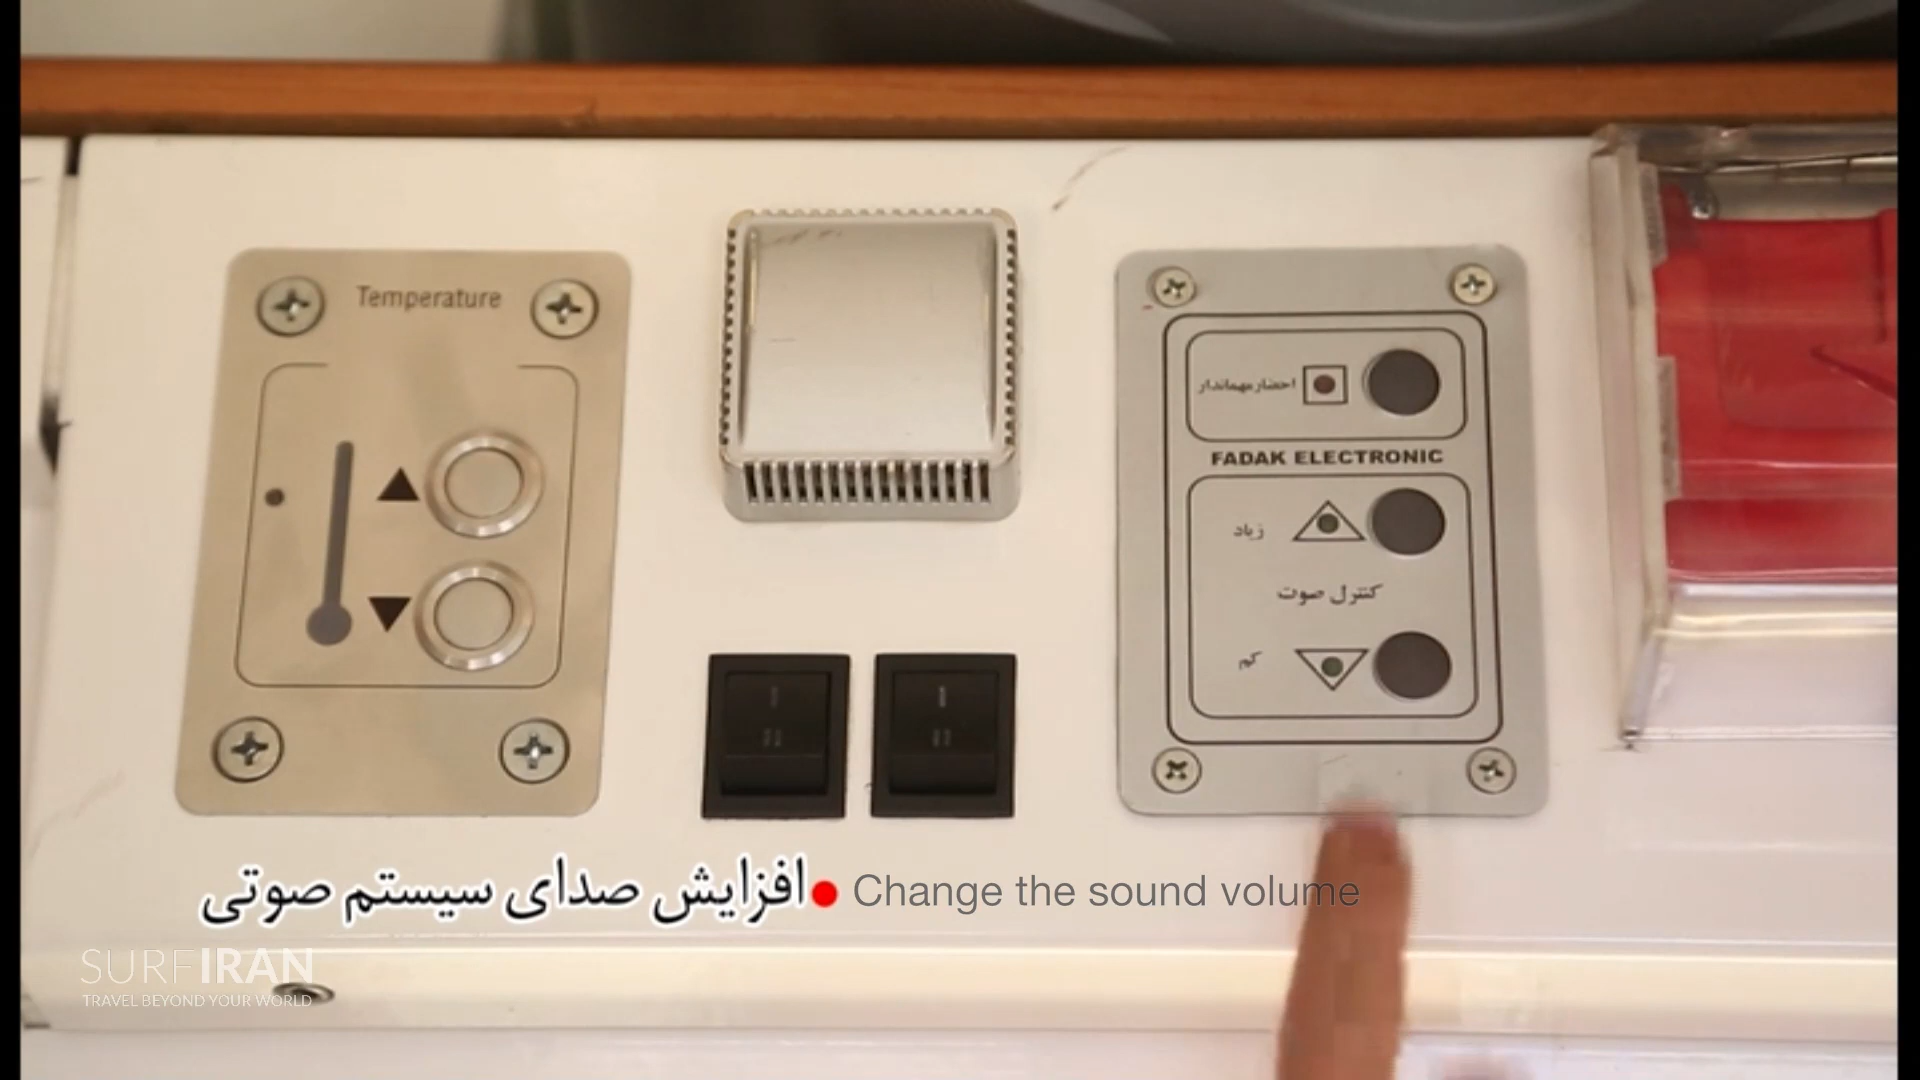 Temperature
احضار مهماندار
FADAK ELECTRONIC
زیاد
کنترل صوت
کم
افزایش صدای سیستم صوتی
Change the sound volume
SURFIRAN
TRAVEL BEYOND YOUR WORLD